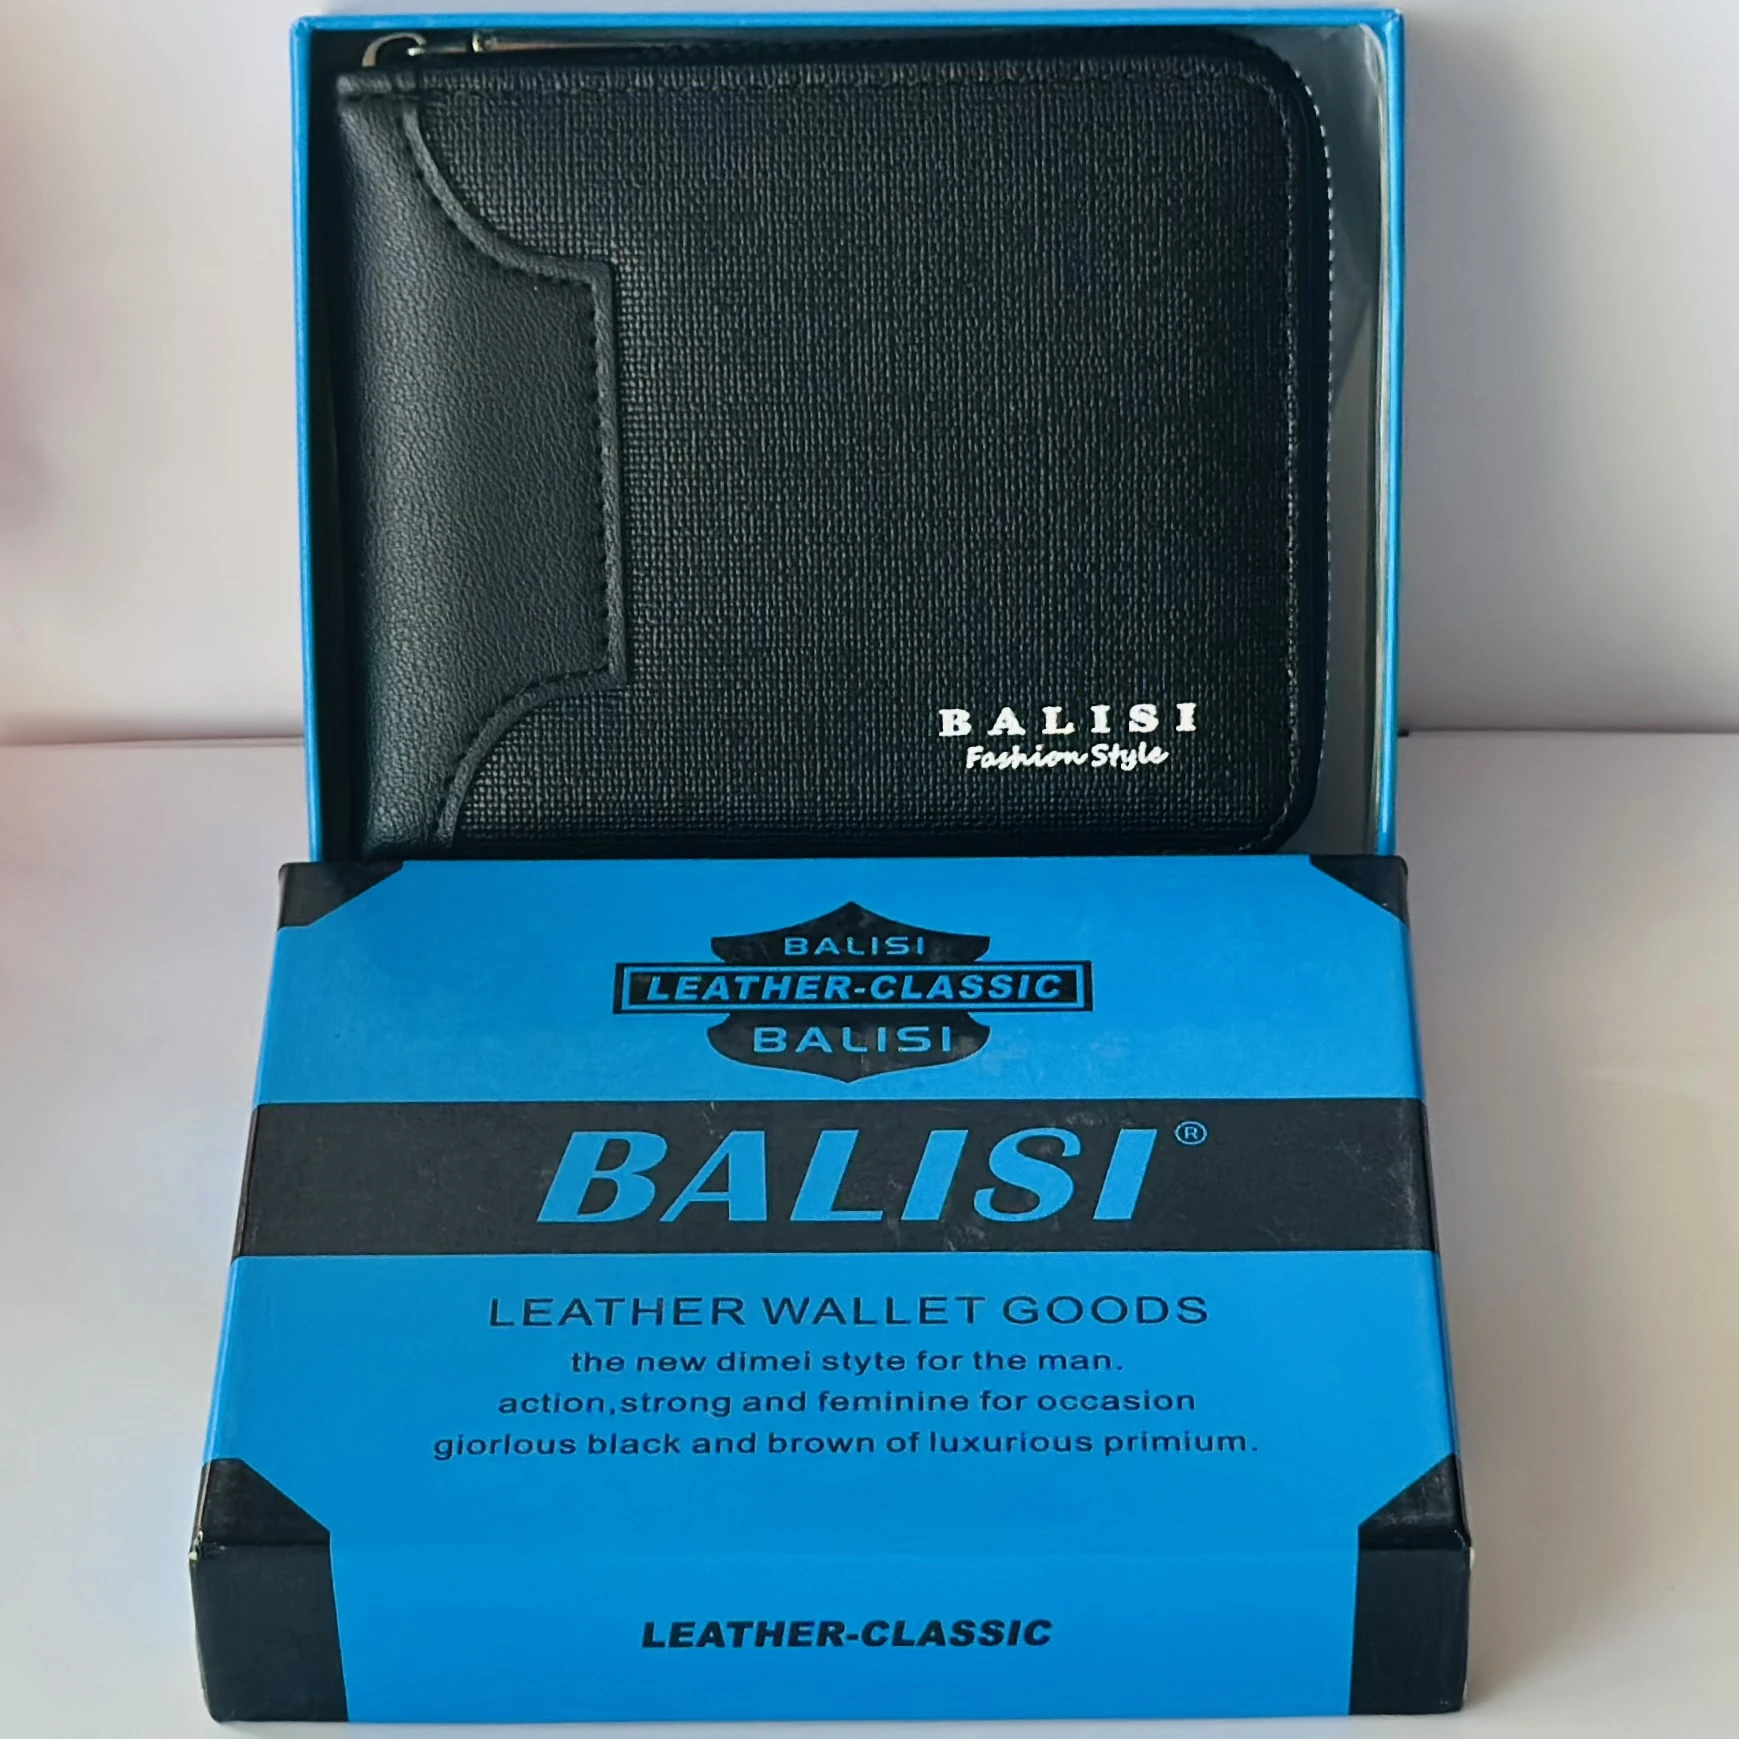 BALISI
Fashion Style
BALISI
LEATHER-CLASSIC
BALISI
BALISI®
LEATHER WALLET GOODS
the new dimei styte for the man.
action,strong and feminine for occasion
giorlous black and brown of luxurious primium.
LEATHER-CLASSIC